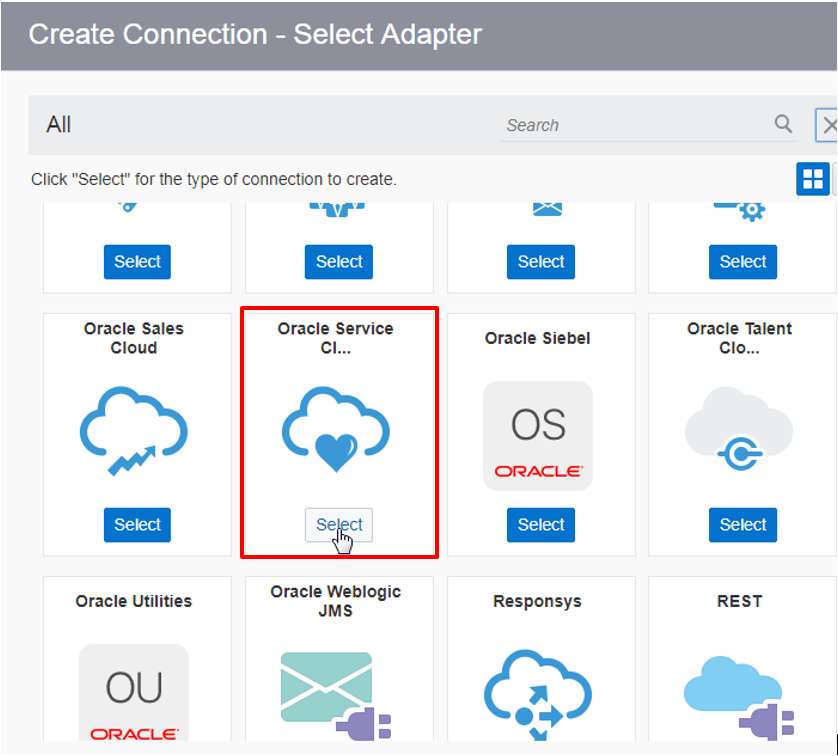 Create Connection - Select Adapter
All
Search
Click "Select" for the type of connection to create.
Select
Select
Select
Select
Oracle Sales
Cloud
Oracle Service
Cl...
Oracle Siebel
Oracle Talent
Clo...
OS
ORACLE'
Select
Select
Select
Select
Oracle Utilities
Oracle Weblogic
JMS
Responsys
REST
OU
ORACLE'